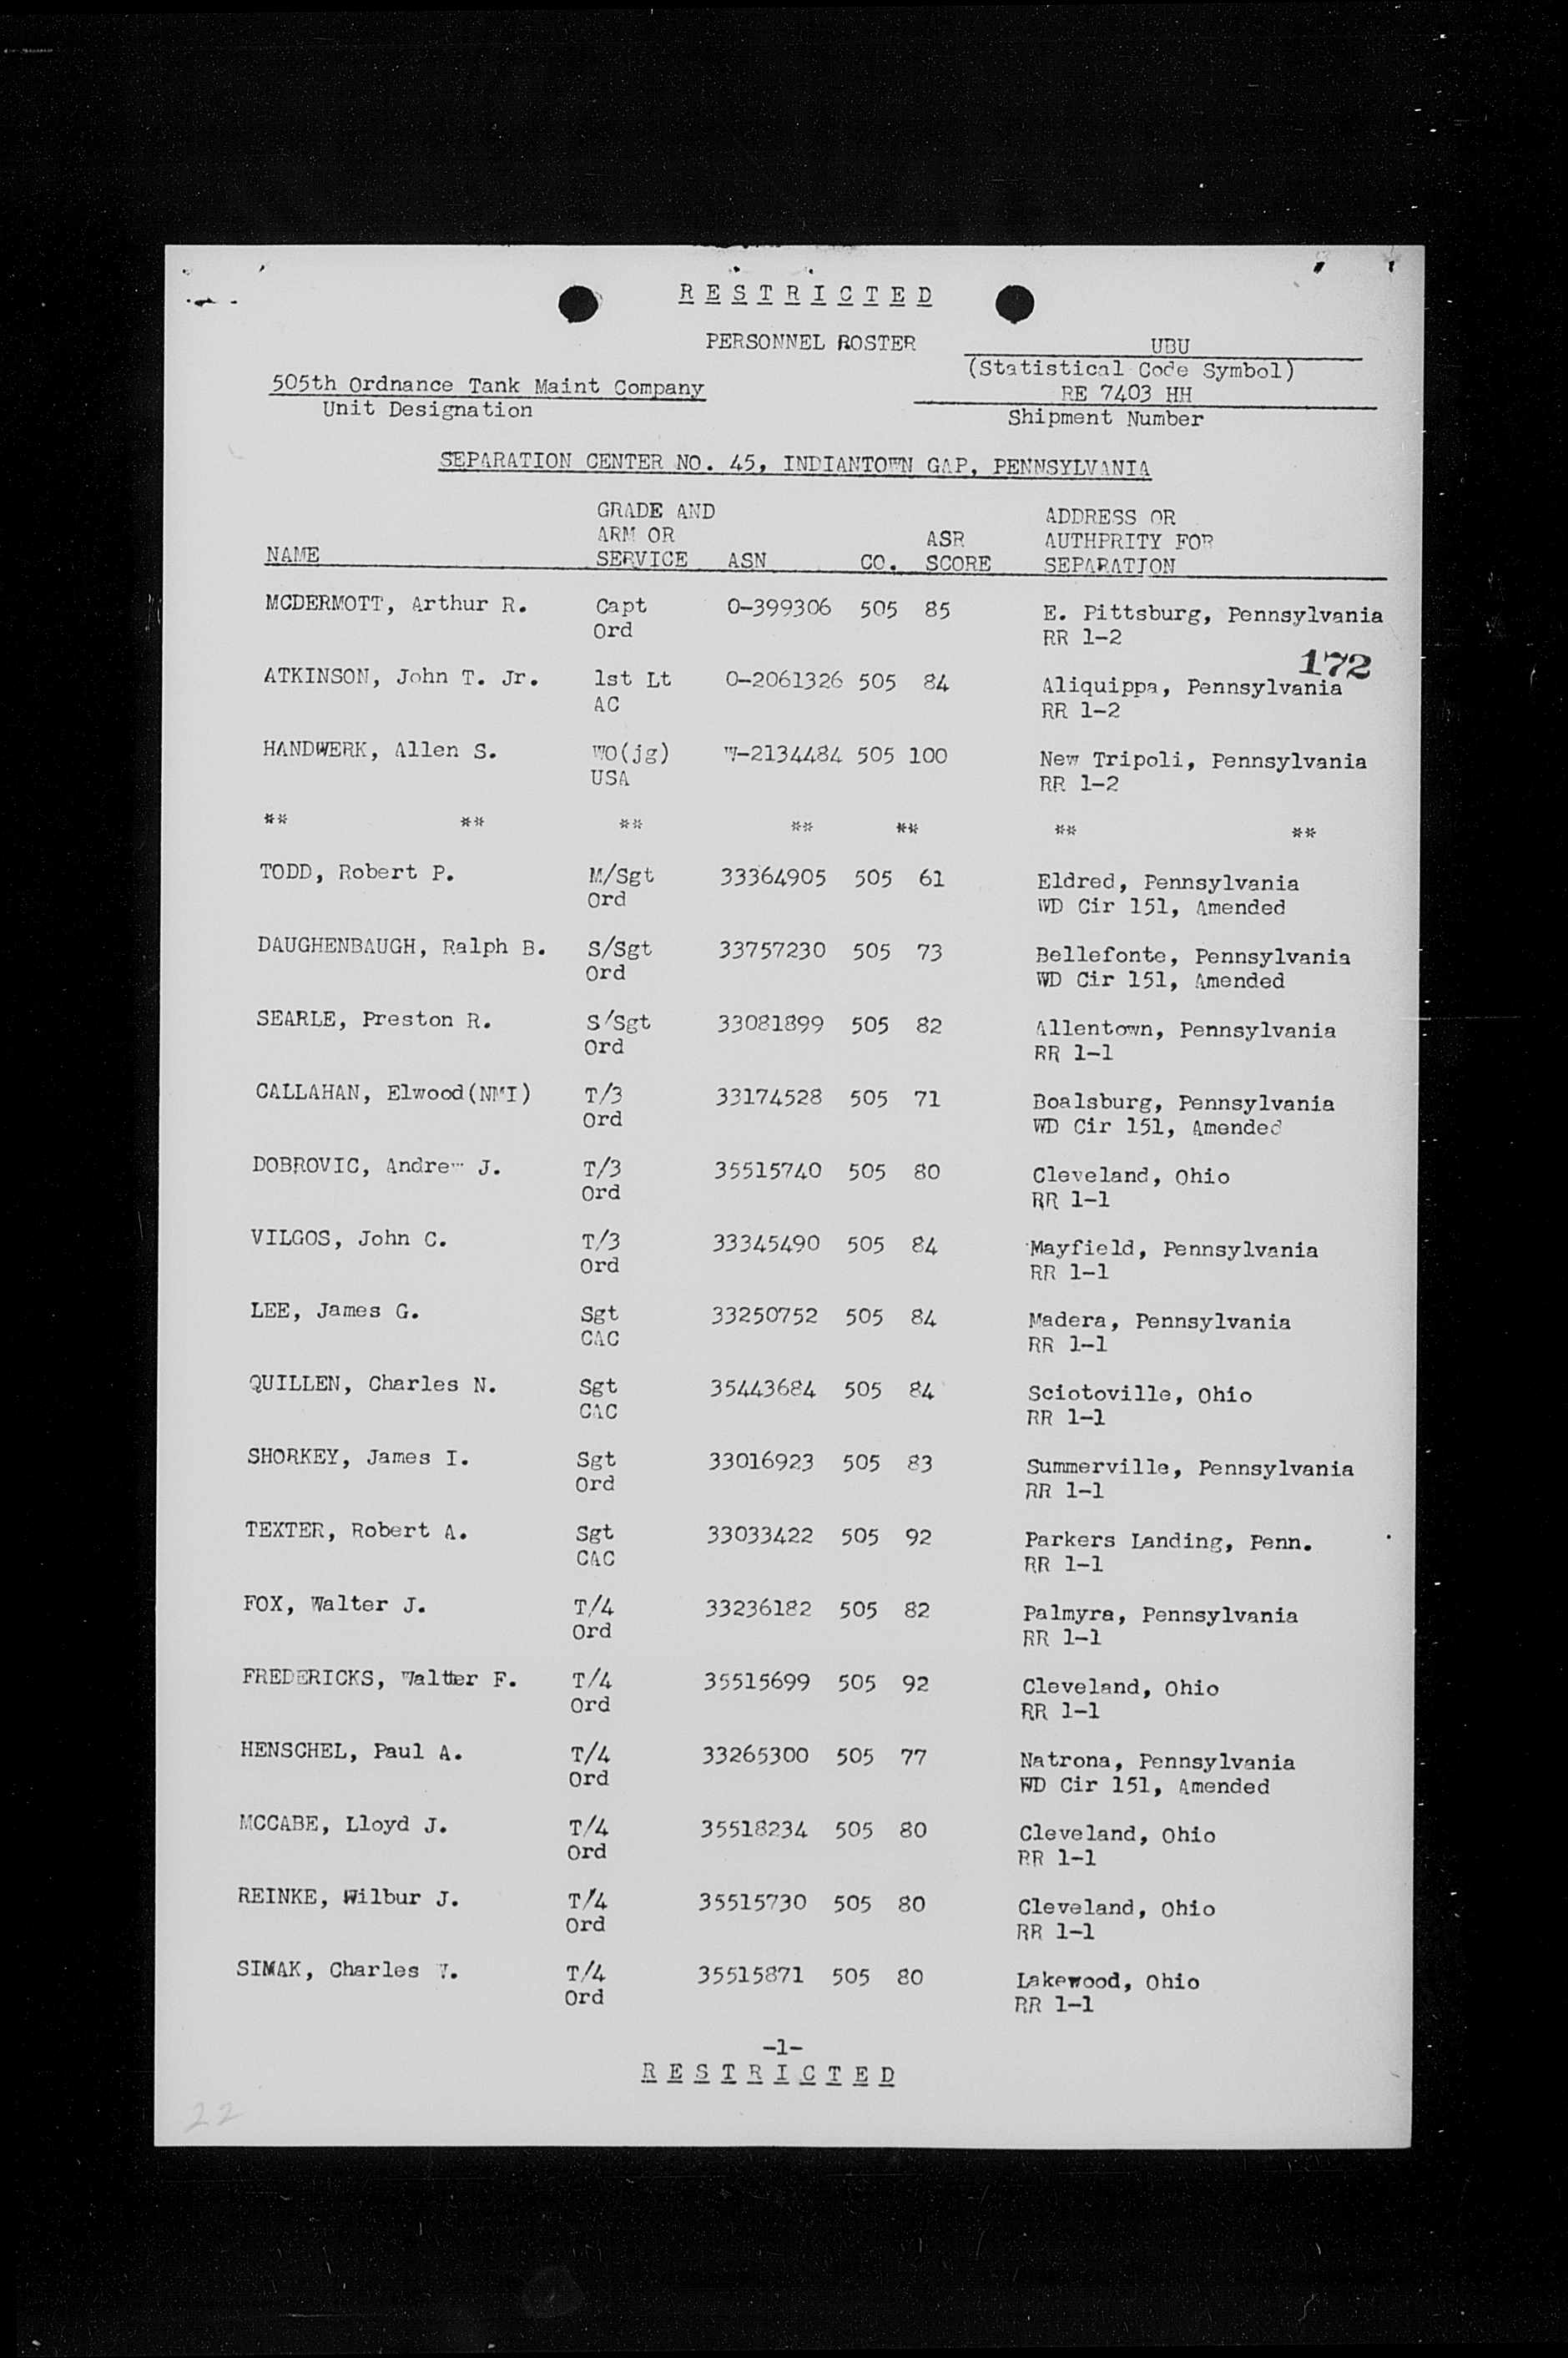 R E S T R I C T E D
PERSONNEL ROSTER
UBU
(Statistical Code Symbol)
505th Ordnance Tank Maint Company
RE 7403 HH
Unit Designation
Shipment Number
SEPARATION CENTER NO. 45, INDIANTOWN GAP, PENNSYLVANIA
GRADE AND ADDRESS OR
ARM OR ASR AUTHPRITY FOR
NAME SERVICE ASN CO. SCORE SEPARATION
MCDERMOTT, Arthur R. Capt 0-399306 505 85 E. Pittsburg, Pennsylvania
Ord RR 1-2
172
ATKINSON, John T. Jr. 1st Lt 0-2061326 505 84 Aliquippa, Pennsylvania
AC RR 1-2
HANDWERK, Allen S. WO(jg) W-2134484 505 100 New Tripoli, Pennsylvania
USA RR 1-2
** ** ** ** ** ** **
TODD, Robert P. M/Sgt 33364905 505 61 Eldred, Pennsylvania
Ord WD Cir 151, Amended
DAUGHENBAUGH, Ralph B. S/Sgt 33757230 505 73 Bellefonte, Pennsylvania
Ord WD Cir 151, Amended
SEARLE, Preston R. S/Sgt 33081899 505 82 Allentown, Pennsylvania
Ord RR 1-1
CALLAHAN, Elwood(NMI) T/3 33174528 505 71 Boalsburg, Pennsylvania
Ord WD Cir 151, Amended
DOBROVIC, Andrew J. T/3 35515740 505 80 Cleveland, Ohio
Ord RR 1-1
VILGOS, John C. T/3 33345490 505 84 Mayfield, Pennsylvania
Ord RR 1-1
LEE, James G. Sgt 33250752 505 84 Madera, Pennsylvania
CAC RR 1-1
QUILLEN, Charles N. Sgt 35443684 505 84 Sciotoville, Ohio
CAC RR 1-1
SHORKEY, James I. Sgt 33016923 505 83 Summerville, Pennsylvania
Ord RR 1-1
TEXTER, Robert A. Sgt 33033422 505 92 Parkers Landing, Penn.
CAC RR 1-1
FOX, Walter J. T/4 33236182 505 82 Palmyra, Pennsylvania
Ord RR 1-1
FREDERICKS, Walter F. T/4 35515699 505 92 Cleveland, Ohio
Ord RR 1-1
HENSCHEL, Paul A. T/4 33265300 505 77 Natrona, Pennsylvania
Ord WD Cir 151, Amended
MCCABE, Lloyd J. T/4 35518234 505 80 Cleveland, Ohio
Ord RR 1-1
REINKE, Wilbur J. T/4 35515730 505 80 Cleveland, Ohio
Ord RR 1-1
SIMAK, Charles T/4 35515871 505 80 Lakewood, Ohio
Ord RR 1-1
-1-
R E S T R I C T E D
22